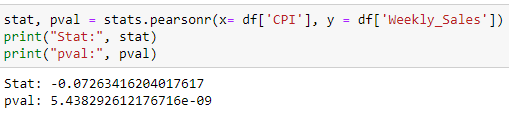 stat, pval = stats.pearsonr(x= df['CPI'], y = df['Weekly_Sales'])
print("Stat:", stat)
print("pval:", pval)
Stat: -0.07263416204017617
pval: 5.438292612176716e-09